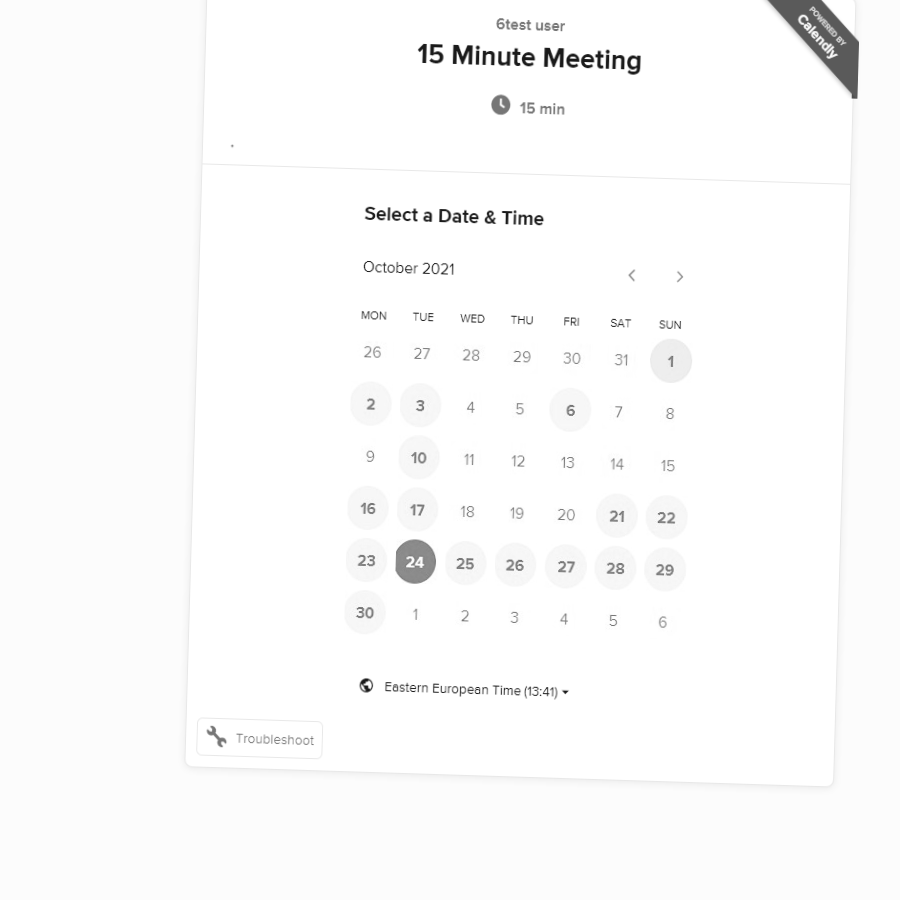 6test user
POWERED BY
Calendly
15 Minute Meeting
15 min
.
Select a Date & Time
October 2021
MON TUE WED THU FRI SAT SUN
26 27 28 29 30 31 1
2 3 4 5 6 7 8
9 10 11 12 13 14 15
16 17 18 19 20 21 22
23 24 25 26 27 28 29
30 1 2 3 4 5 6
Eastern European Time (13:41)
Troubleshoot